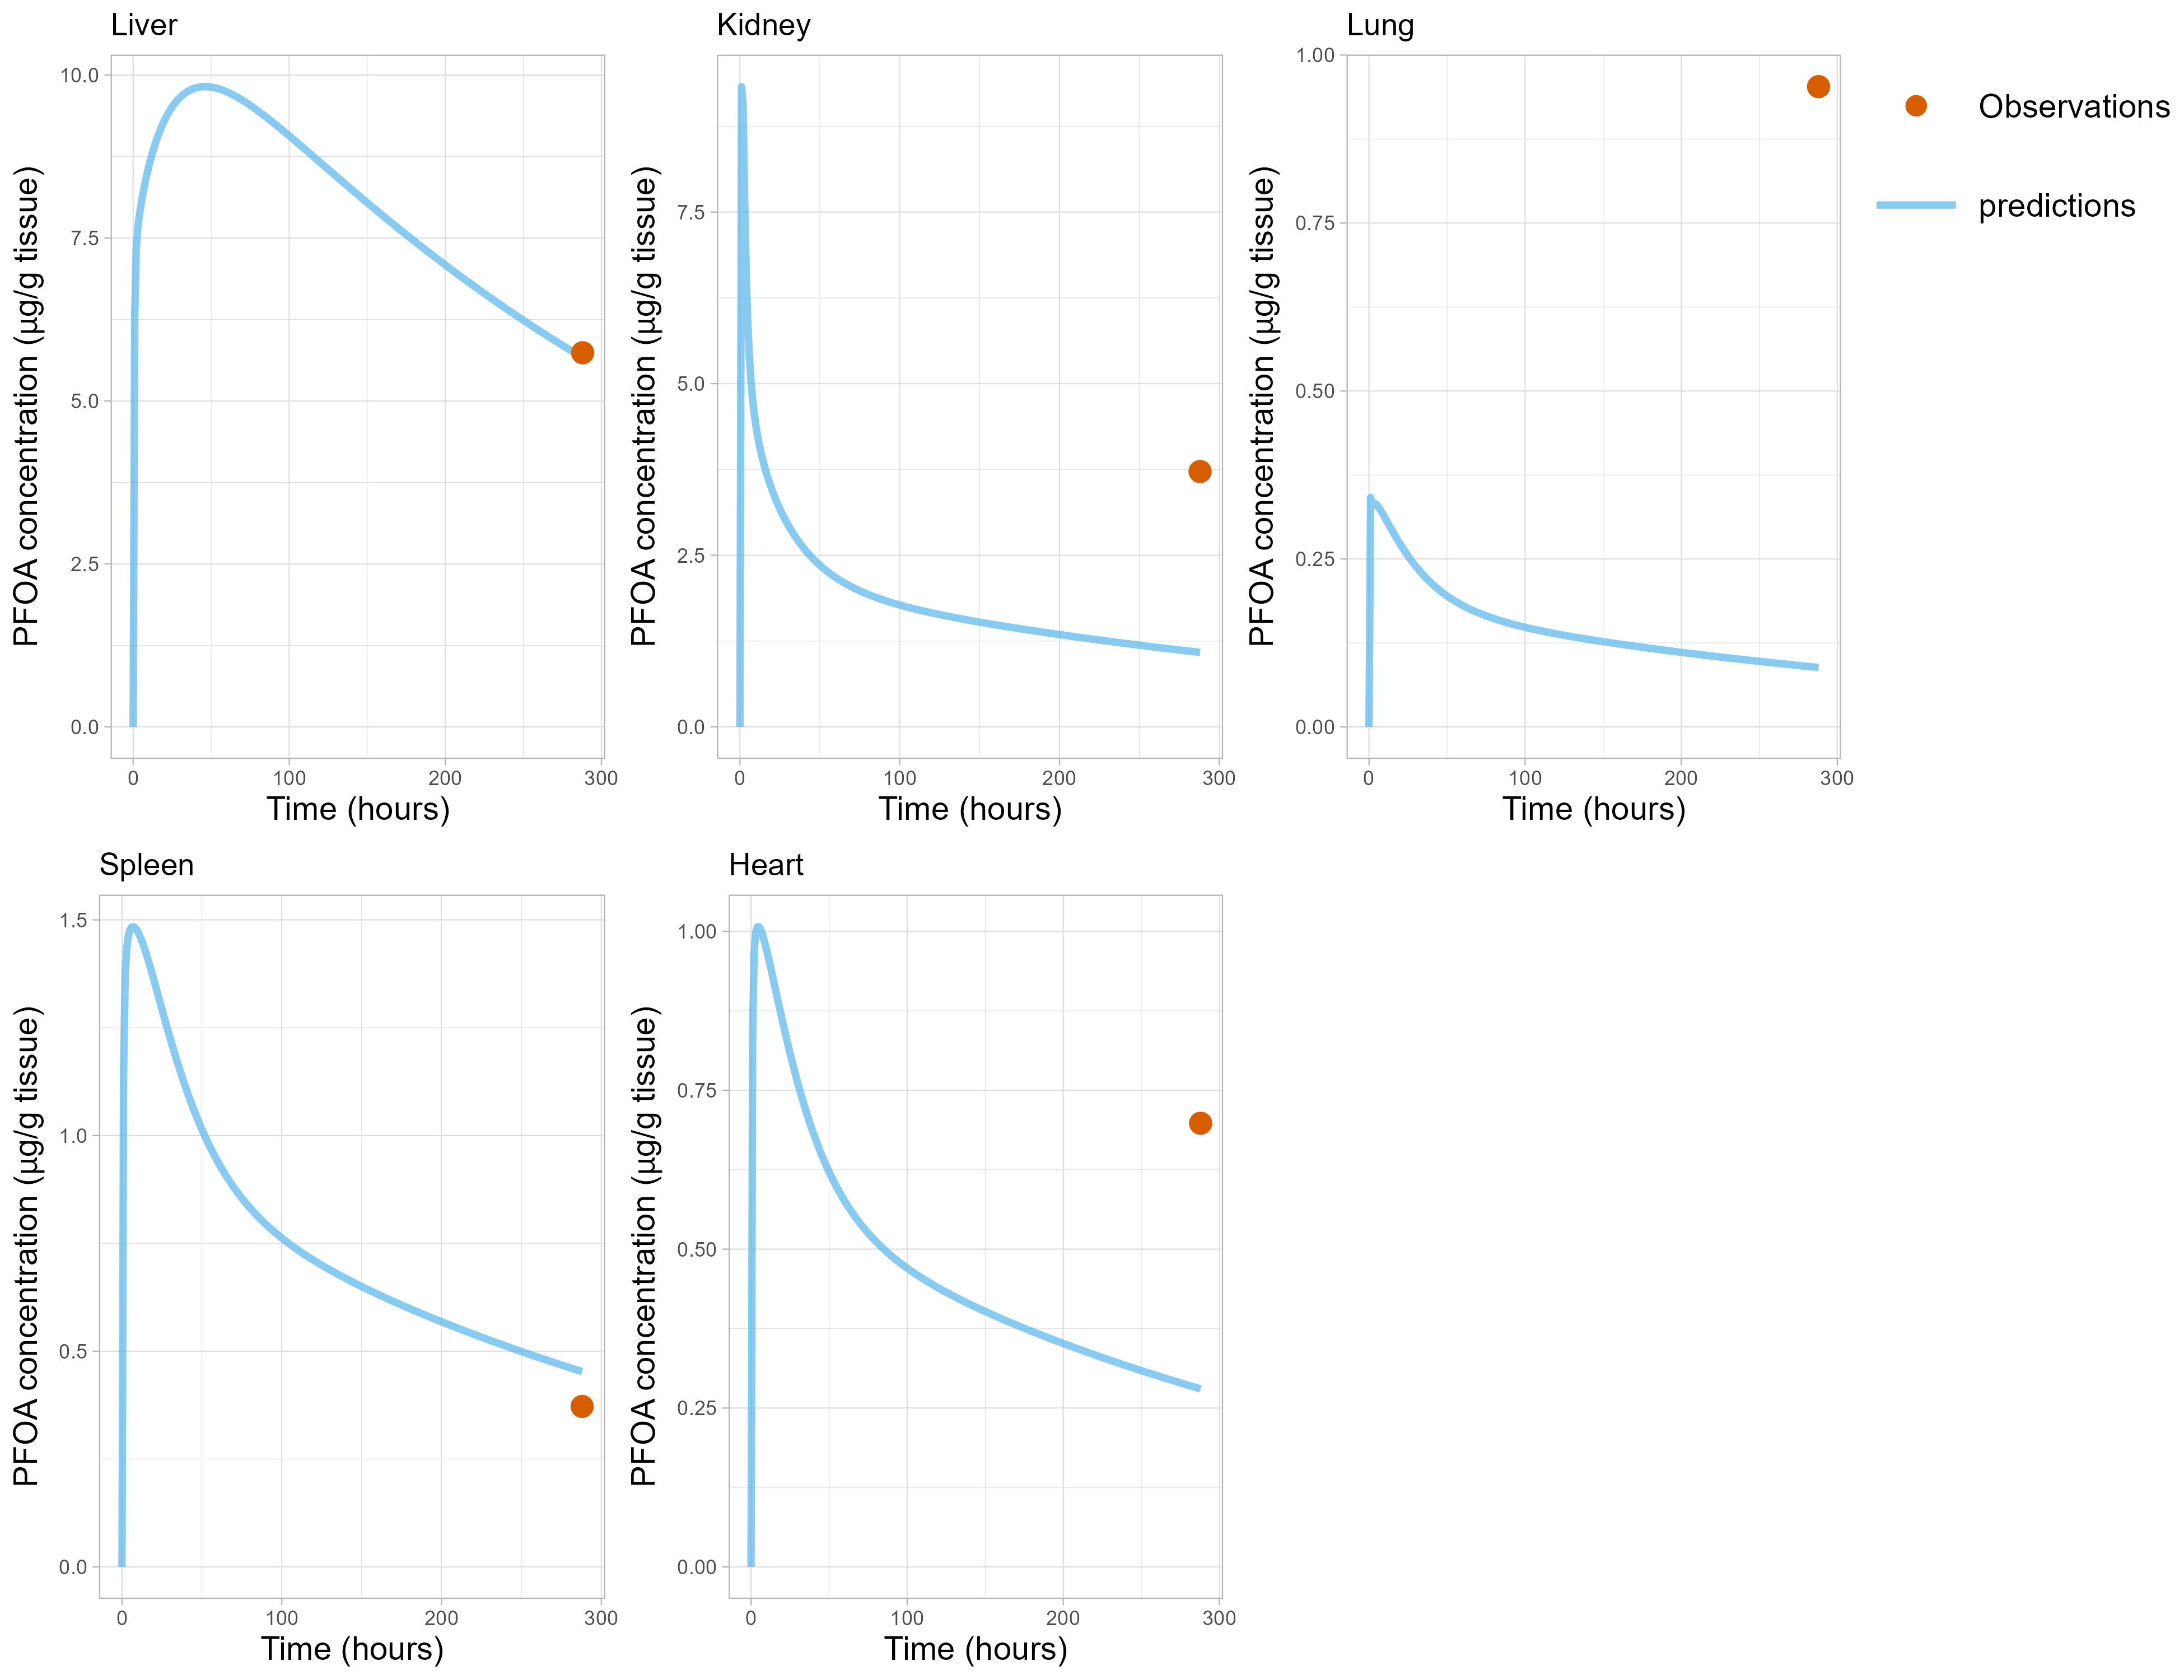 Liver
PFOA concentration (µg/g tissue)
10.0
7.5
5.0
2.5
0.0
0 100 200 300
Time (hours)
Kidney
PFOA concentration (µg/g tissue)
7.5
5.0
2.5
0.0
0 100 200 300
Time (hours)
Lung
PFOA concentration (µg/g tissue)
1.00
0.75
0.50
0.25
0.00
0 100 200 300
Time (hours)
Observations
predictions
Spleen
PFOA concentration (µg/g tissue)
1.5
1.0
0.5
0.0
0 100 200 300
Time (hours)
Heart
PFOA concentration (µg/g tissue)
1.00
0.75
0.50
0.25
0.00
0 100 200 300
Time (hours)